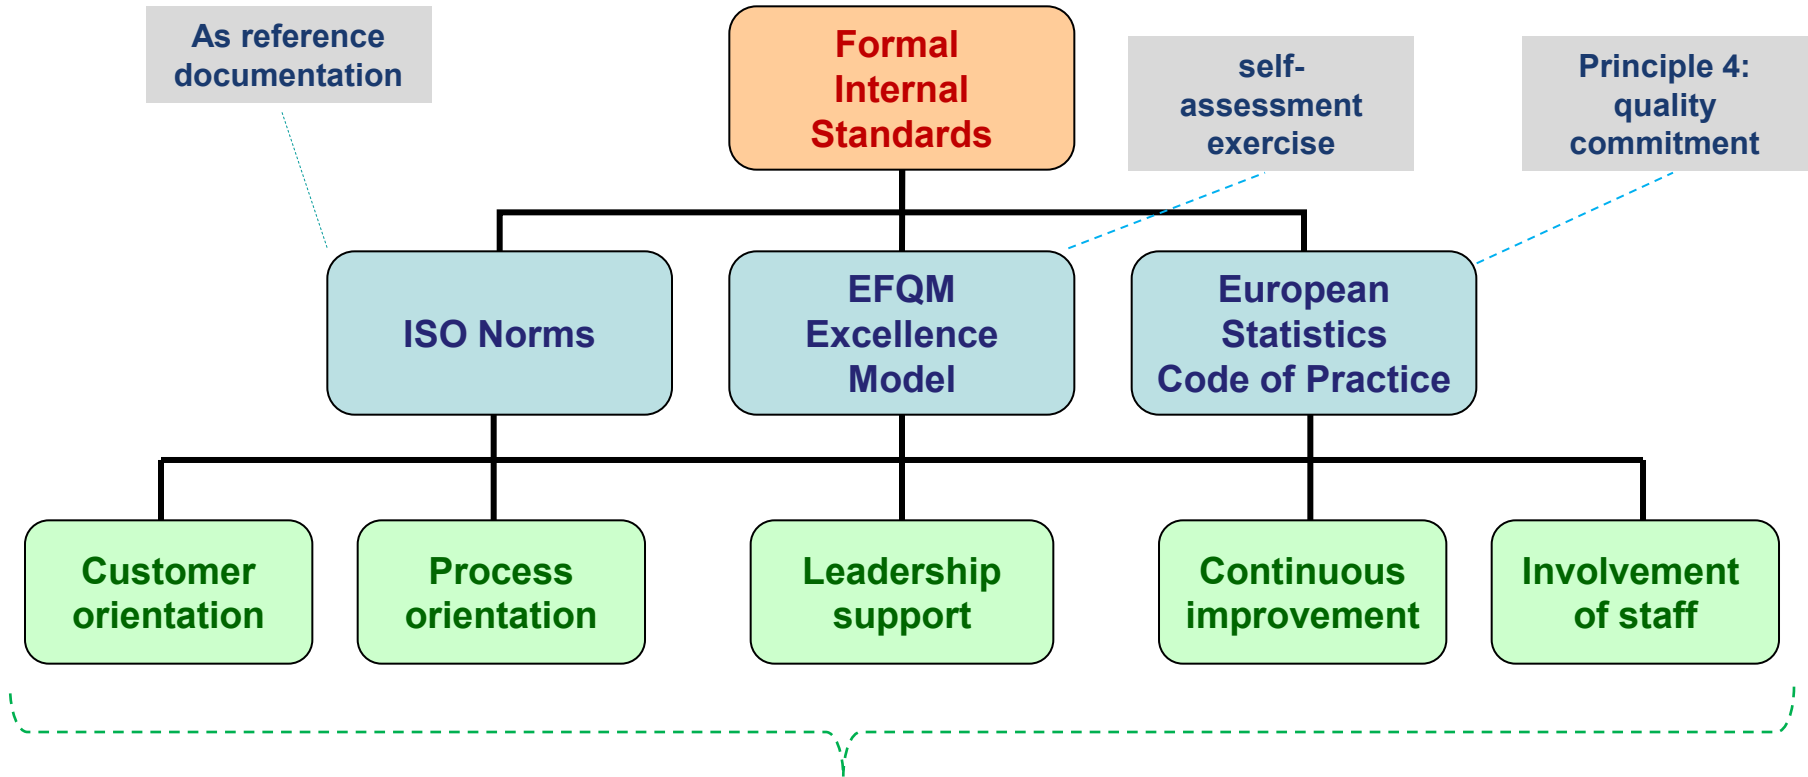 As reference
documentation
Formal
Internal
Standards
self-
assessment
exercise
Principle 4:
quality
commitment
ISO Norms
EFQM
Excellence
Model
European
Statistics
Code of Practice
Customer
orientation
Process
orientation
Leadership
support
Continuous
improvement
Involvement
of staff